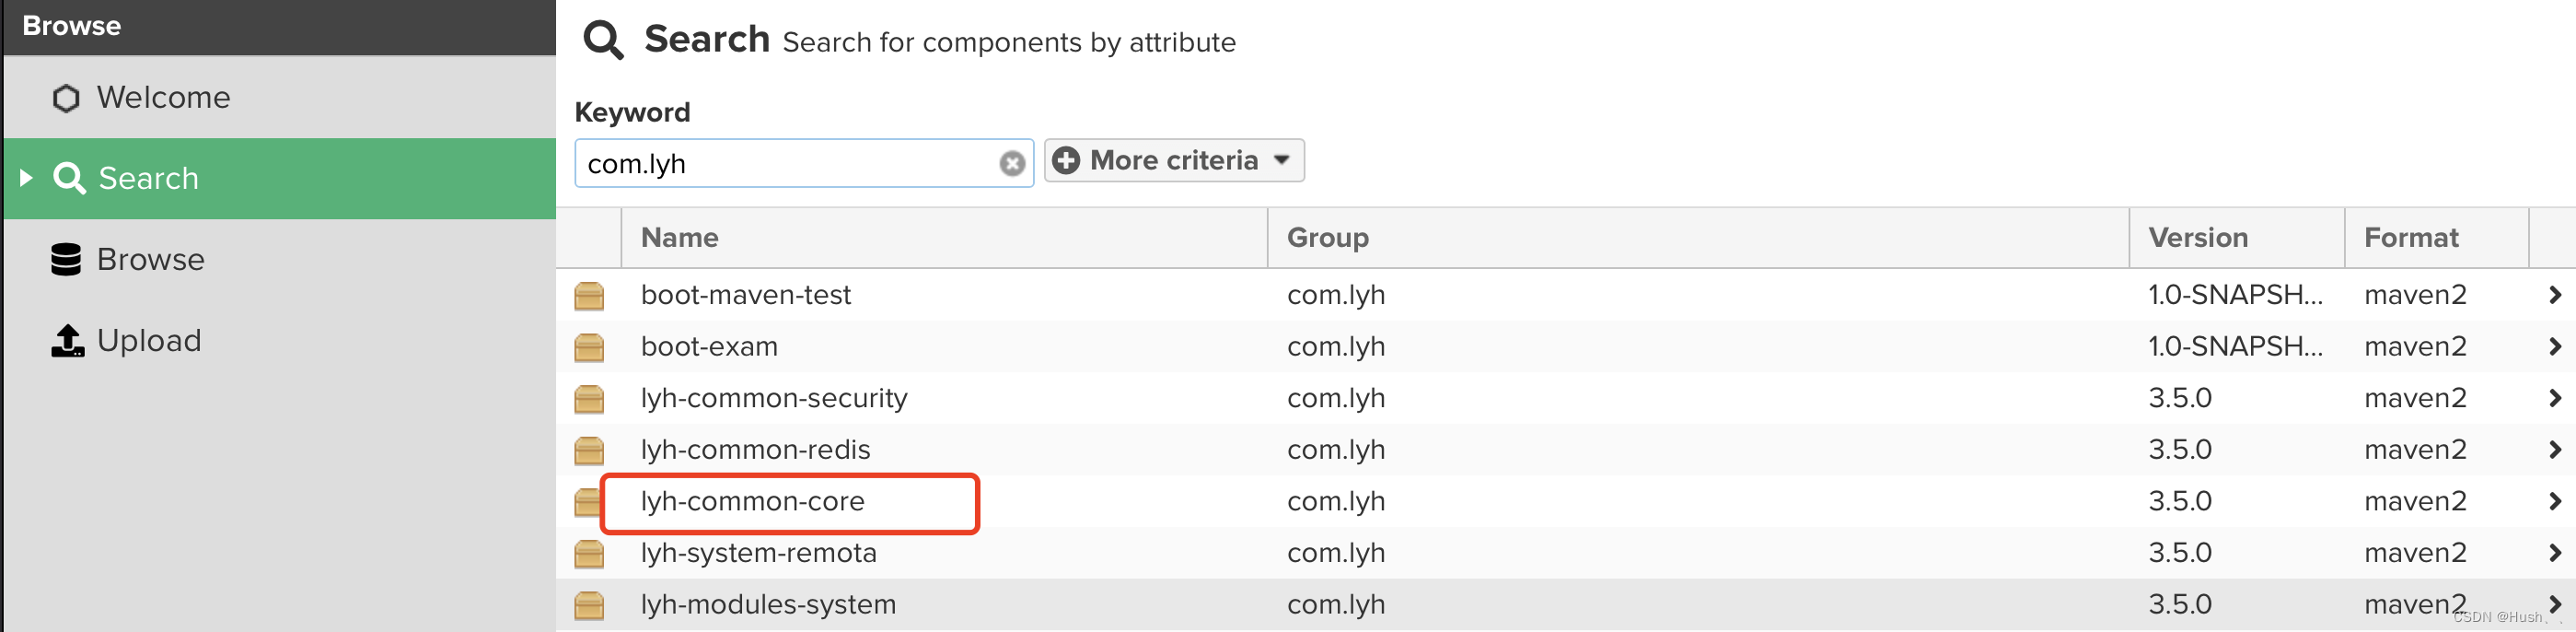 Browse
Welcome
Search
Browse
Upload
Search Search for components by attribute
Keyword
com.lyh
More criteria
Name Group Version Format
boot-maven-test com.lyh 1.0-SNAPSH... maven2
boot-exam com.lyh 1.0-SNAPSH... maven2
lyh-common-security com.lyh 3.5.0 maven2
lyh-common-redis com.lyh 3.5.0 maven2
lyh-common-core com.lyh 3.5.0 maven2
lyh-system-remota com.lyh 3.5.0 maven2
lyh-modules-system com.lyh 3.5.0 maven2
CSDN @Hush